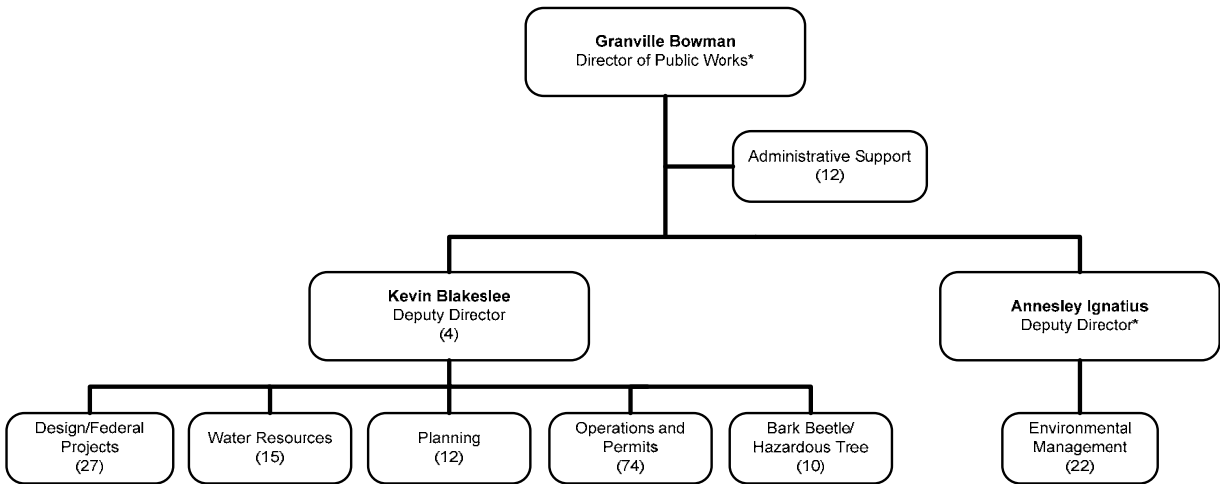 Granville Bowman
Director of Public Works*
Administrative Support
(12)
Kevin Blakeslee
Deputy Director
(4)
Annesley Ignatius
Deputy Director*
Design/Federal
Projects
(27)
Water Resources
(15)
Planning
(12)
Operations and
Permits
(74)
Bark Beetle/
Hazardous Tree
(10)
Environmental
Management
(22)